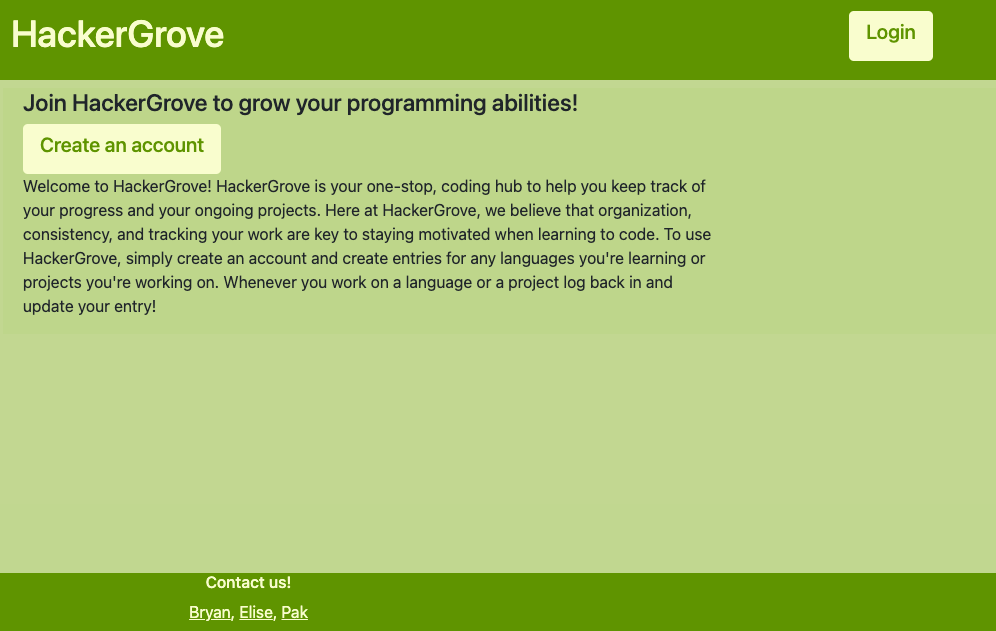 HackerGrove
Login
Join HackerGrove to grow your programming abilities!
Create an account
Welcome to HackerGrove! HackerGrove is your one-stop, coding hub to help you keep track of
your progress and your ongoing projects. Here at HackerGrove, we believe that organization,
consistency, and tracking your work are key to staying motivated when learning to code. To use
HackerGrove, simply create an account and create entries for any languages you're learning or
projects you're working on. Whenever you work on a language or a project log back in and
update your entry!
Contact us!
Bryan, Elise, Pak